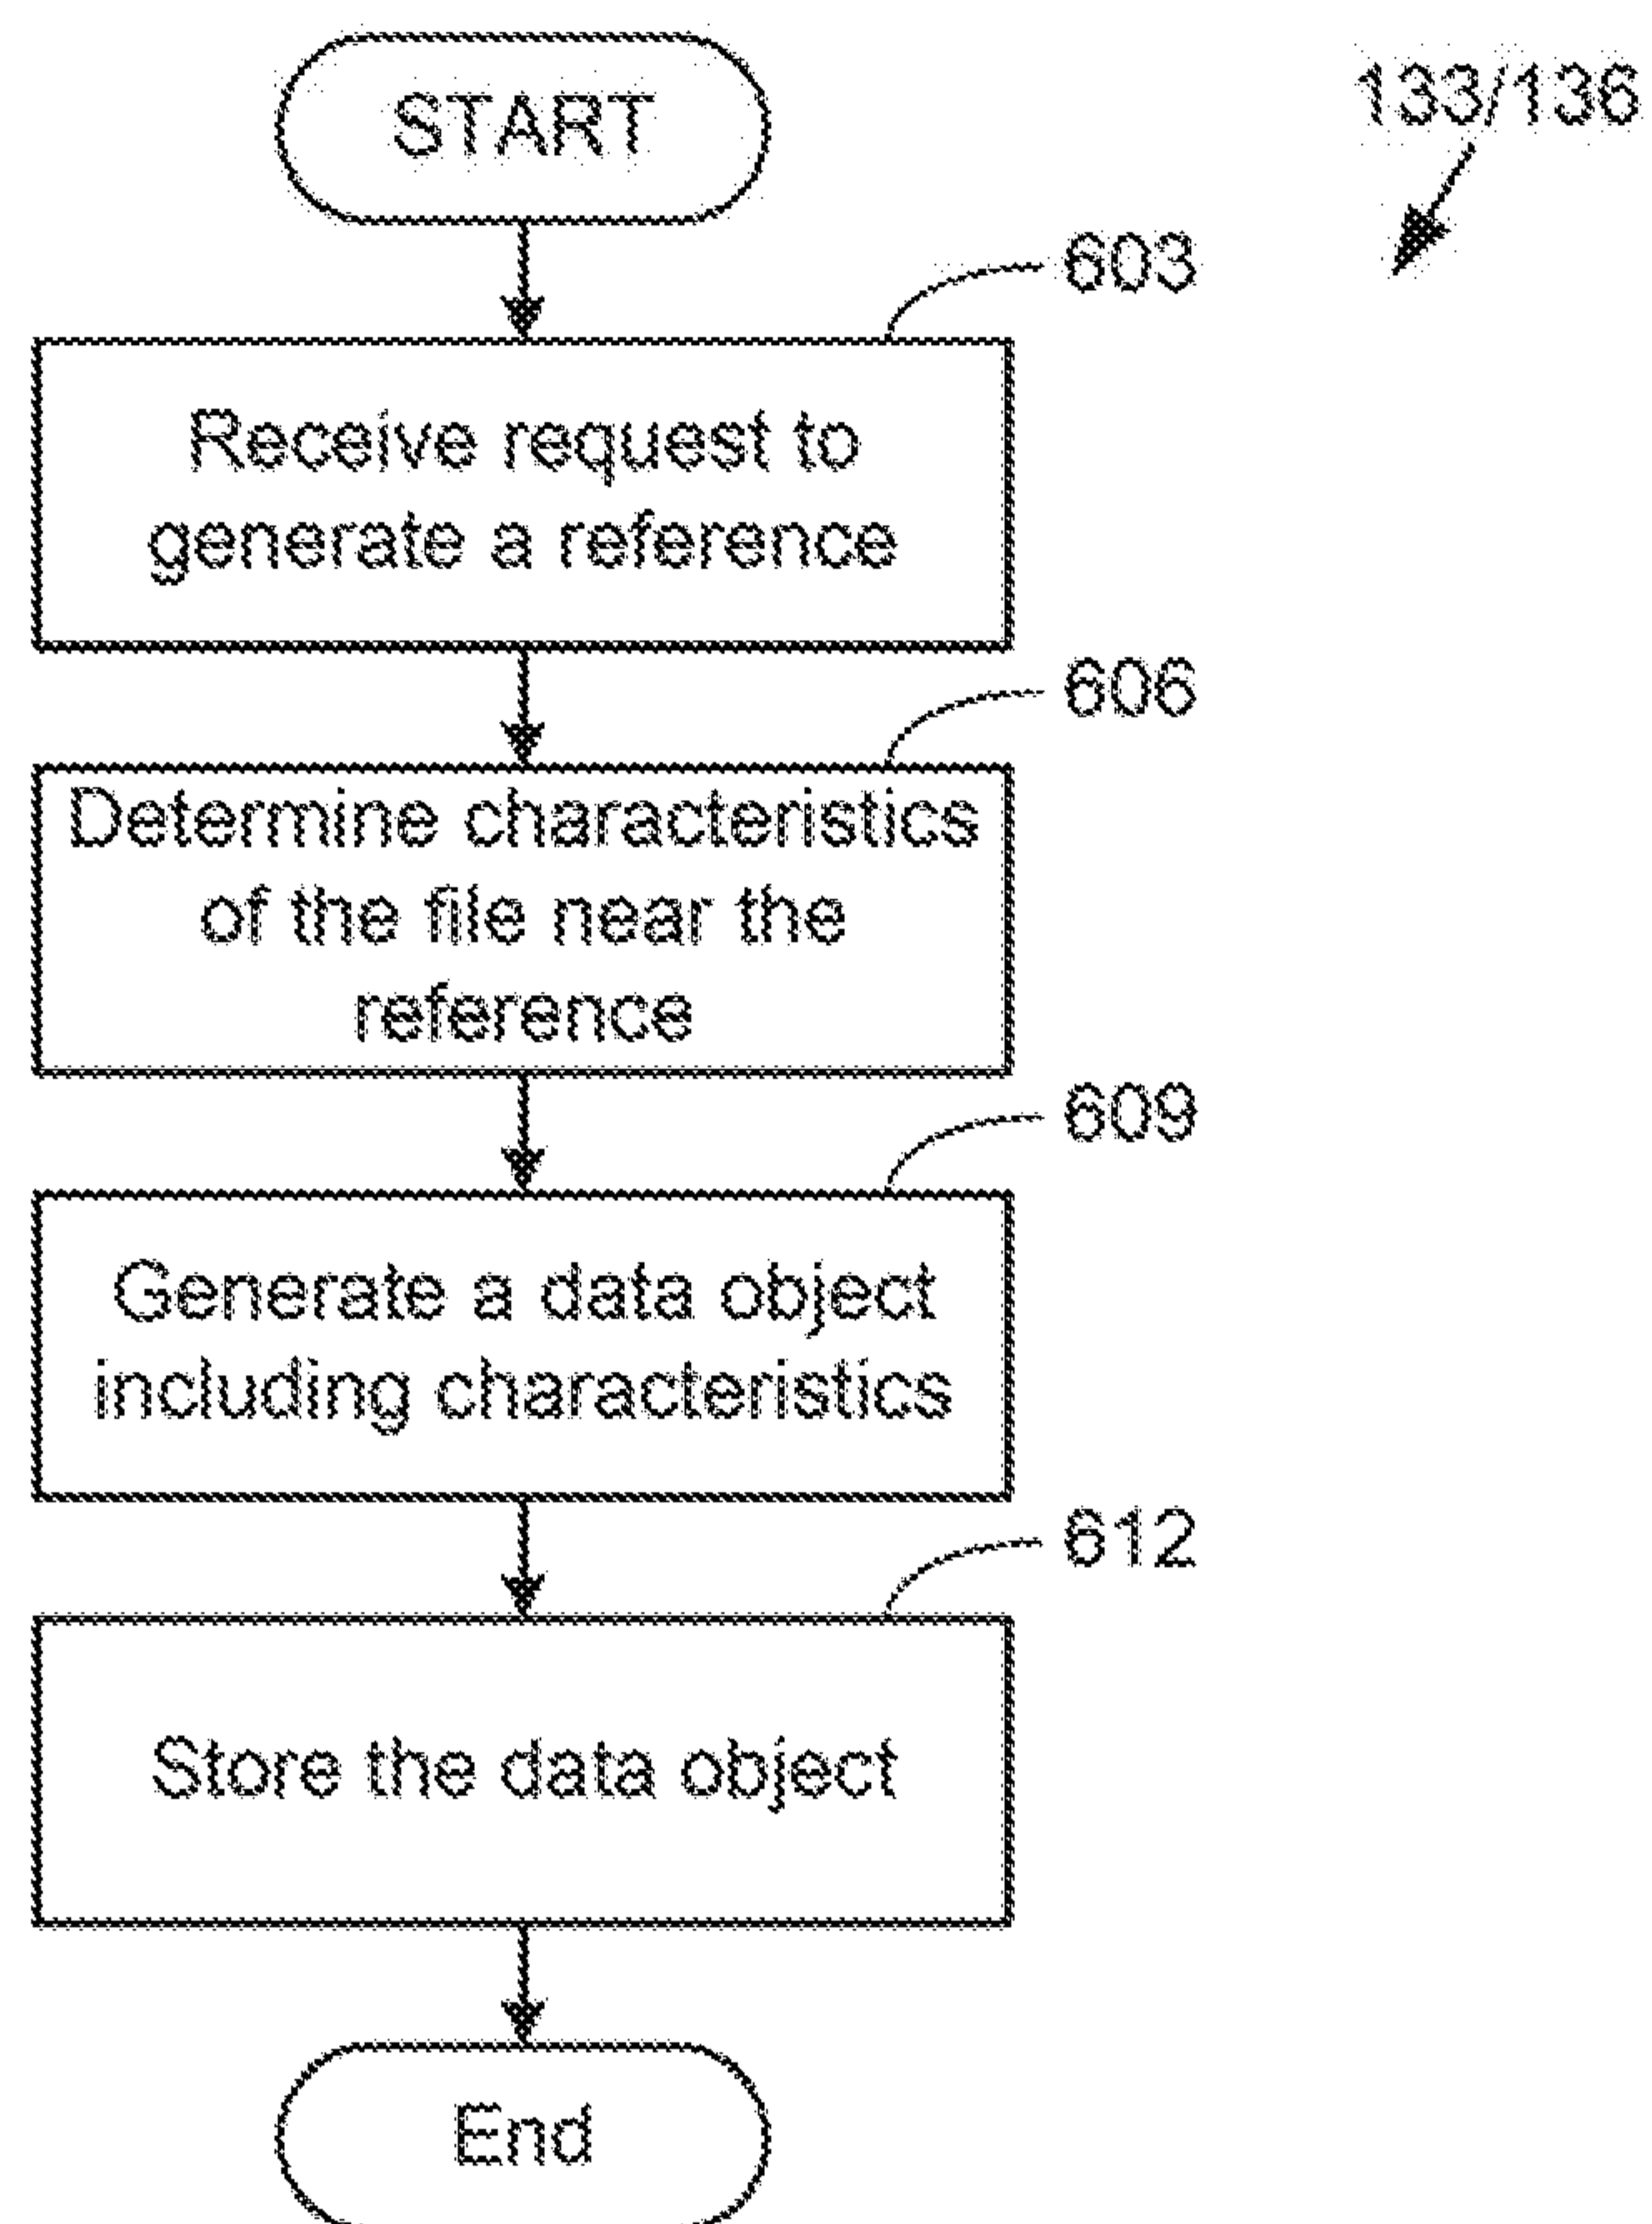 START
133/136
603
Receive request to
generate a reference
606
Determine characteristics
of the file near the
reference
609
Generate a data object
including characteristics
612
Store the data object
End